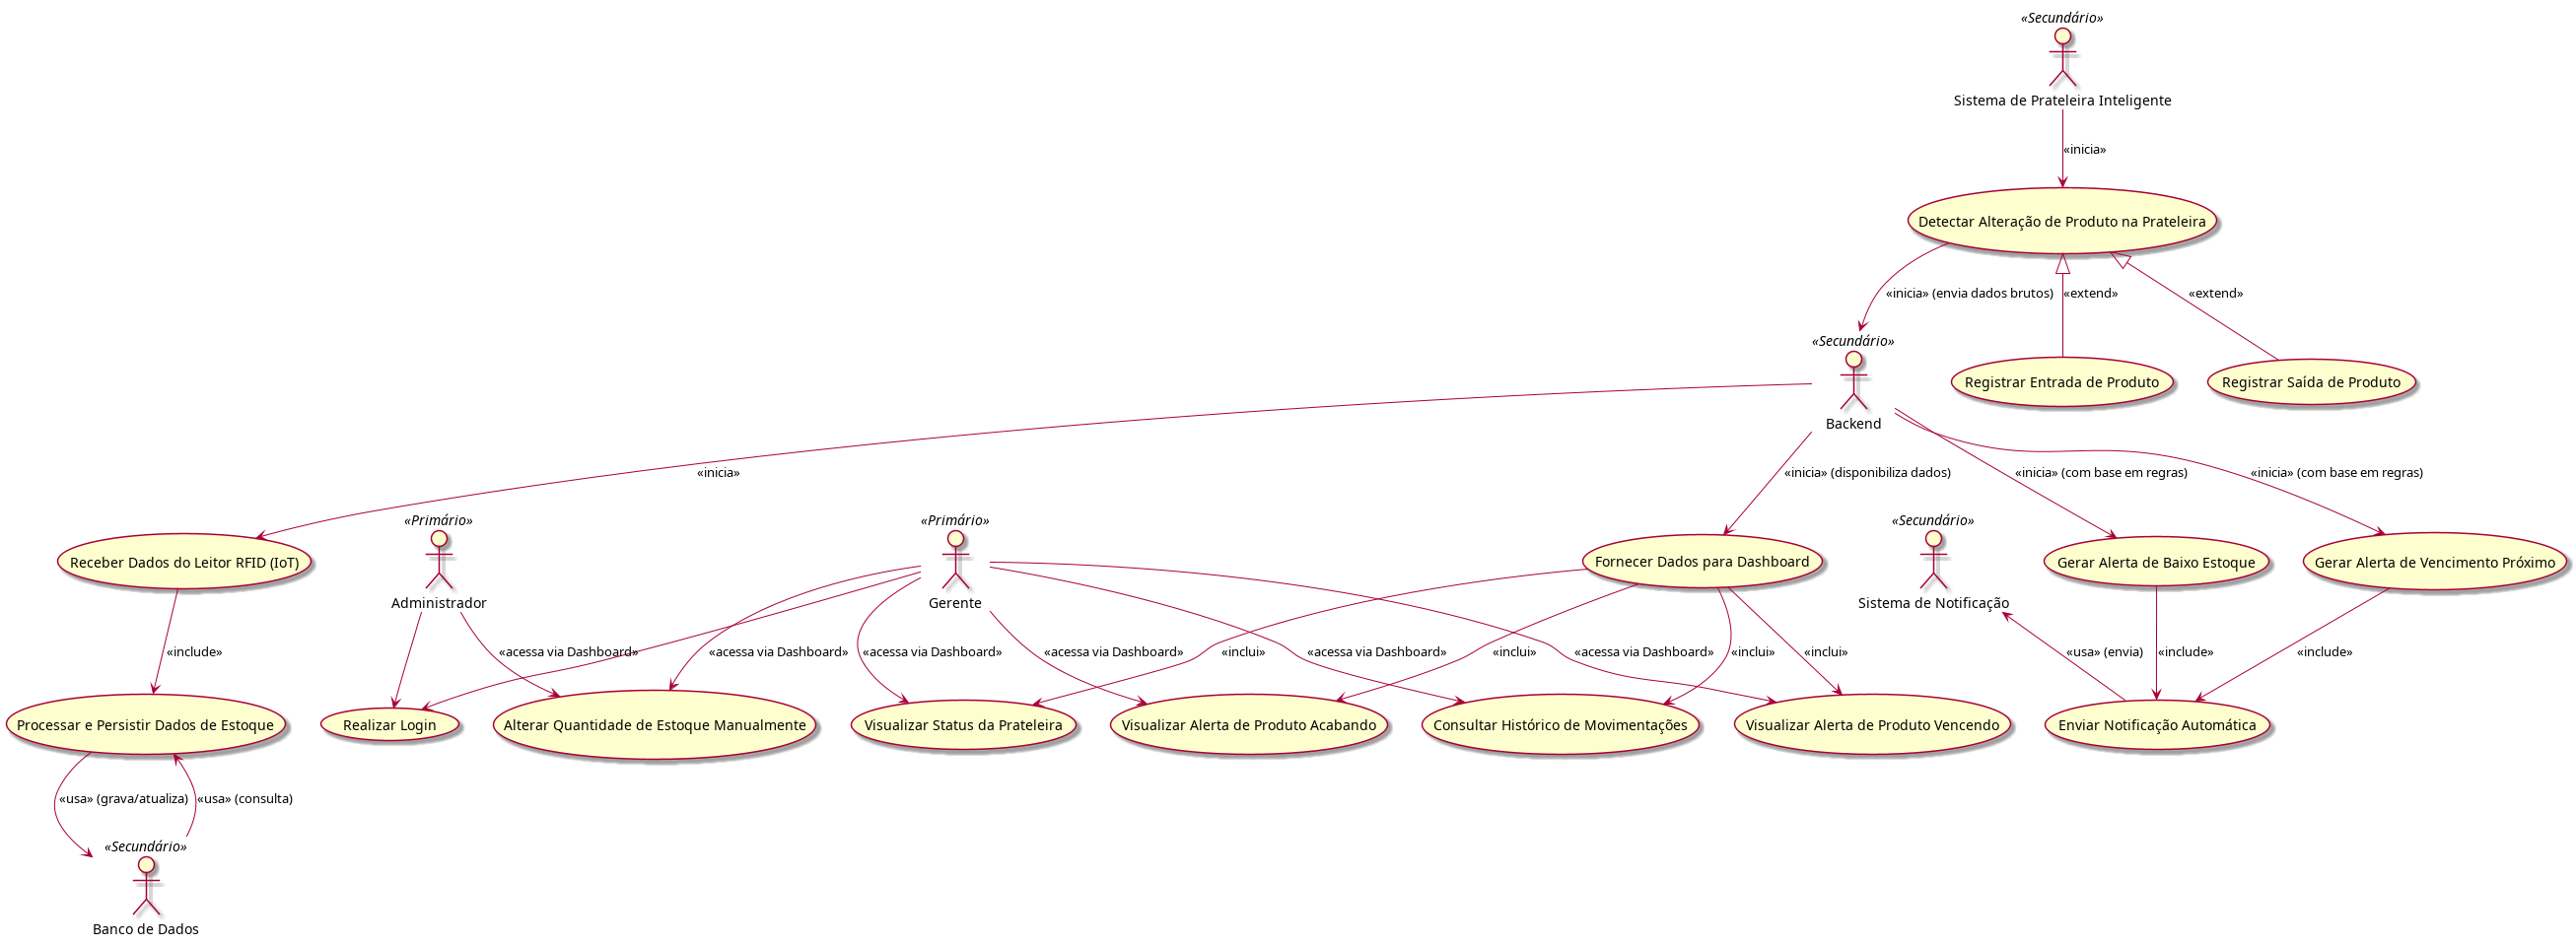 «Secundário»
Sistema de Prateleira Inteligente
«inicia»
Detectar Alteração de Produto na Prateleira
«inicia» (envia dados brutos)
«extend»
«extend»
«Secundário»
Backend
Registrar Entrada de Produto
Registrar Saída de Produto
«inicia»
«inicia» (disponibiliza dados)
«inicia» (com base em regras)
«inicia» (com base em regras)
Receber Dados do Leitor RFID (IoT)
«Primário»
Administrador
«Primário»
Gerente
Fornecer Dados para Dashboard
«Secundário»
Sistema de Notificação
Gerar Alerta de Baixo Estoque
Gerar Alerta de Vencimento Próximo
«include»
«acessa via Dashboard»
«acessa via Dashboard»
«acessa via Dashboard»
«acessa via Dashboard»
«acessa via Dashboard»
«acessa via Dashboard»
«inclui»
«inclui»
«inclui»
«inclui»
«usa» (envia)
«include»
«include»
Processar e Persistir Dados de Estoque
Realizar Login
Alterar Quantidade de Estoque Manualmente
Visualizar Status da Prateleira
Visualizar Alerta de Produto Acabando
Consultar Histórico de Movimentações
Visualizar Alerta de Produto Vencendo
Enviar Notificação Automática
«usa» (grava/atualiza)
«usa» (consulta)
«Secundário»
Banco de Dados